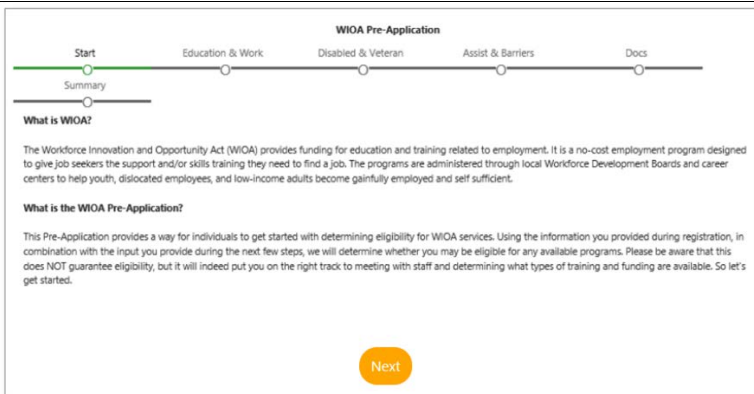 WIOA Pre-Application
Start Education & Work Disabled & Veteran Assist & Barriers Docs
Summary
What is WIOA?
The Workforce Innovation and Opportunity Act (WIOA) provides funding for education and training related to employment. It is a no-cost employment program designed
to give job seekers the support and/or skills training they need to find a job. The programs are administered through local Workforce Development Boards and career
centers to help youth, dislocated employees, and low-income adults become gainfully employed and self sufficient.
What is the WIOA Pre-Application?
This Pre-Application provides a way for individuals to get started with determining eligibility for WIOA services. Using the information you provided during registration, in
combination with the input you provide during the next few steps, we will determine whether you may be eligible for any available programs. Please be aware that this
does NOT guarantee eligibility, but it will indeed put you on the right track to meeting with staff and determining what types of training and funding are available. So let's
get started.
Next